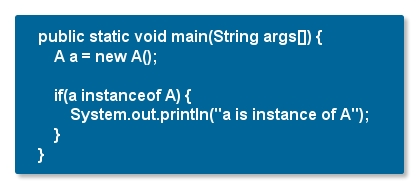 public static void main(String args[]) {
A a = new A();
if(a instanceof A) {
System.out.println("a is instance of A");
}
}